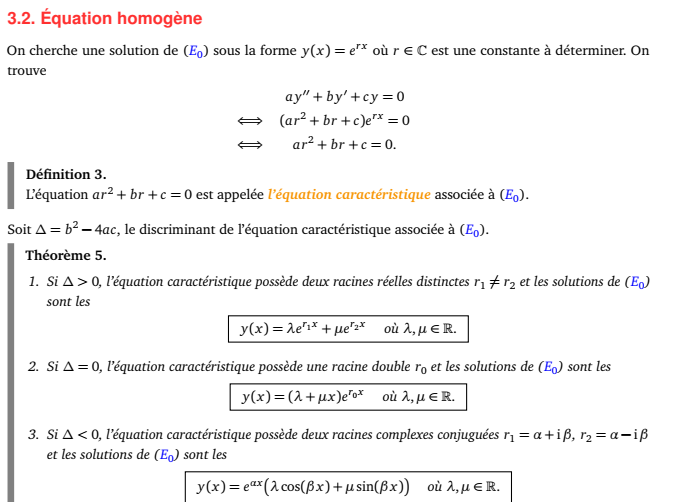 3.2. Équation homogène
On cherche une solution de (E₀) sous la forme y(x) = eʳˣ où r ∈ ℂ est une constante à déterminer. On
trouve
ay″ + by′ + cy = 0
⟺ (ar² + br + c)eʳˣ = 0
⟺ ar² + br + c = 0.
Définition 3.
L'équation ar² + br + c = 0 est appelée l'équation caractéristique associée à (E₀).
Soit Δ = b² − 4ac, le discriminant de l'équation caractéristique associée à (E₀).
Théorème 5.
1. Si Δ > 0, l'équation caractéristique possède deux racines réelles distinctes r₁ ≠ r₂ et les solutions de (E₀)
sont les
y(x) = λe^{r₁x} + μe^{r₂x} où λ, μ ∈ ℝ.
2. Si Δ = 0, l'équation caractéristique possède une racine double r₀ et les solutions de (E₀) sont les
y(x) = (λ + μx)e^{r₀x} où λ, μ ∈ ℝ.
3. Si Δ < 0, l'équation caractéristique possède deux racines complexes conjuguées r₁ = α + iβ, r₂ = α − iβ
et les solutions de (E₀) sont les
y(x) = e^{αx}(λ cos(βx) + μ sin(βx)) où λ, μ ∈ ℝ.